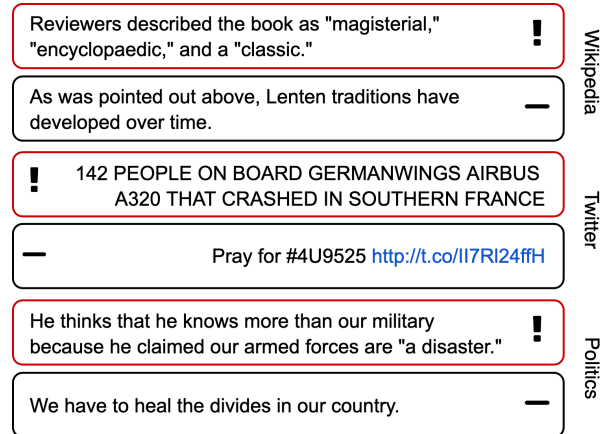 Reviewers described the book as "magisterial,"
"encyclopaedic," and a "classic."
!
As was pointed out above, Lenten traditions have
developed over time.
Wikipedia
142 PEOPLE ON BOARD GERMANWINGS AIRBUS
A320 THAT CRASHED IN SOUTHERN FRANCE
!
Pray for #4U9525 http://t.co/II7Rl24ffH
Twitter
He thinks that he knows more than our military
because he claimed our armed forces are "a disaster."
!
We have to heal the divides in our country.
Politics